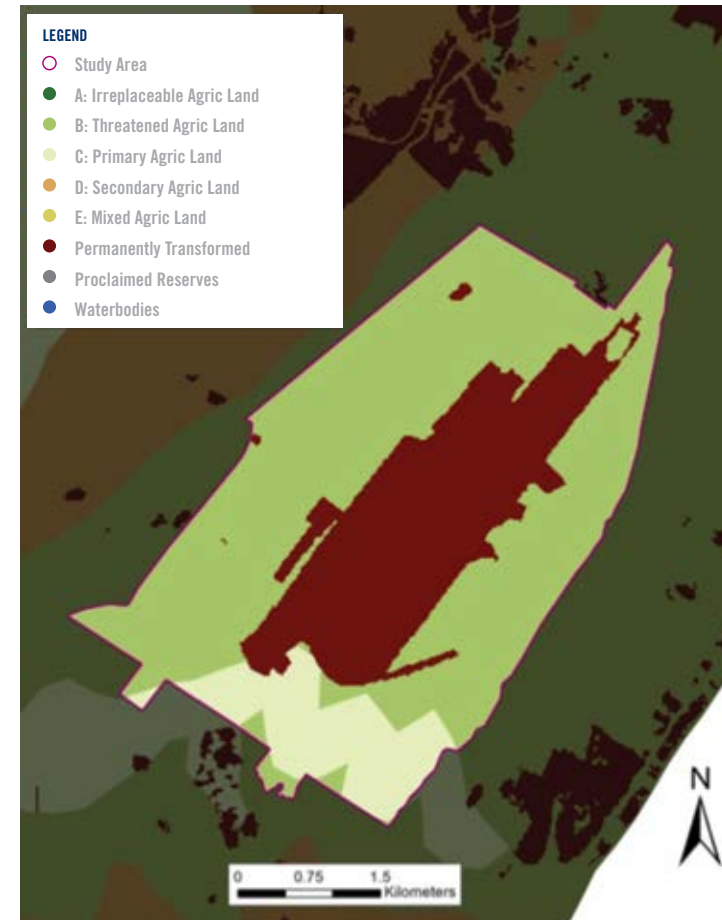 LEGEND
Study Area
A: Irreplaceable Agric Land
B: Threatened Agric Land
C: Primary Agric Land
D: Secondary Agric Land
E: Mixed Agric Land
Permanently Transformed
Proclaimed Reserves
Waterbodies
N
0 0.75 1.5
Kilometers